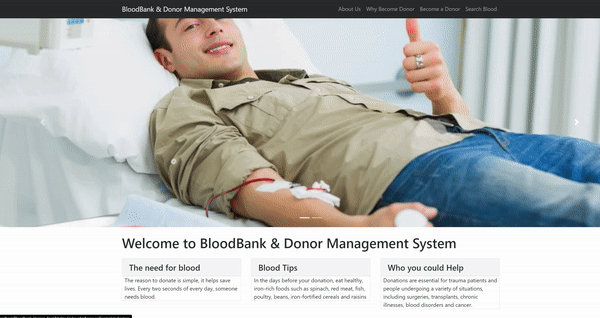 BloodBank & Donor Management System
About Us Why Become Donor Become a Donor Search Blood
Welcome to BloodBank & Donor Management System
The need for blood
The reason to donate is simple, it helps save
lives. Every two seconds of every day, someone
needs blood.
Blood Tips
In the days before your donation, eat healthy,
iron-rich foods such as spinach, red meat, fish,
poultry, beans, iron-fortified cereals and raisins
Who you could Help
Donations are essential for trauma patients and
people undergoing a variety of situations,
including surgeries, transplants, chronic
illnesses, blood disorders and cancer.